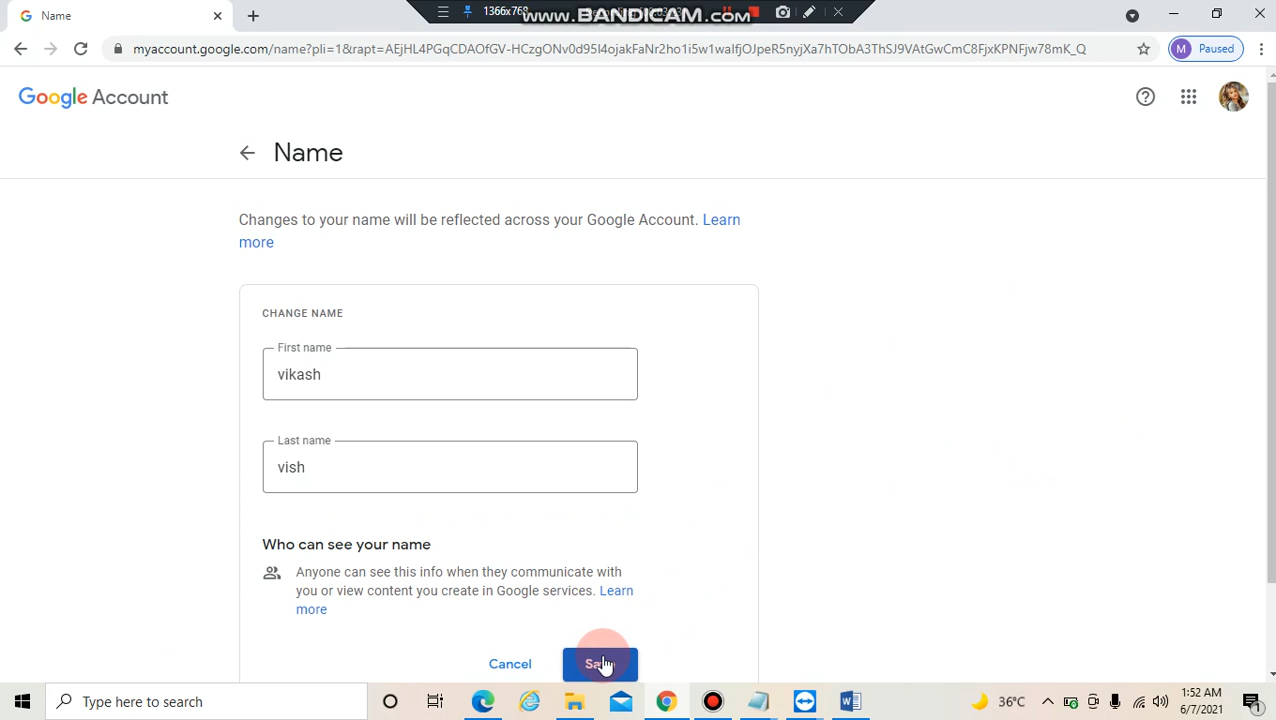 Name
1366x768
www.BANDICAM.com
myaccount.google.com/name?pli=1&rapt=AEjHL4PGqCDAOfGV-HCzgONv0d95I4ojakFaNr2ho1i5w1walfjOJpeR5nyjXa7hTObA3ThSJ9VAtGwCmC8FjxKPNFjw78mK_Q
M
Paused
Google Account
Name
Changes to your name will be reflected across your Google Account. Learn
more
CHANGE NAME
First name
vikash
Last name
vish
Who can see your name
Anyone can see this info when they communicate with
you or view content you create in Google services. Learn
more
Cancel
Type here to search
36°C
1:52 AM
6/7/2021